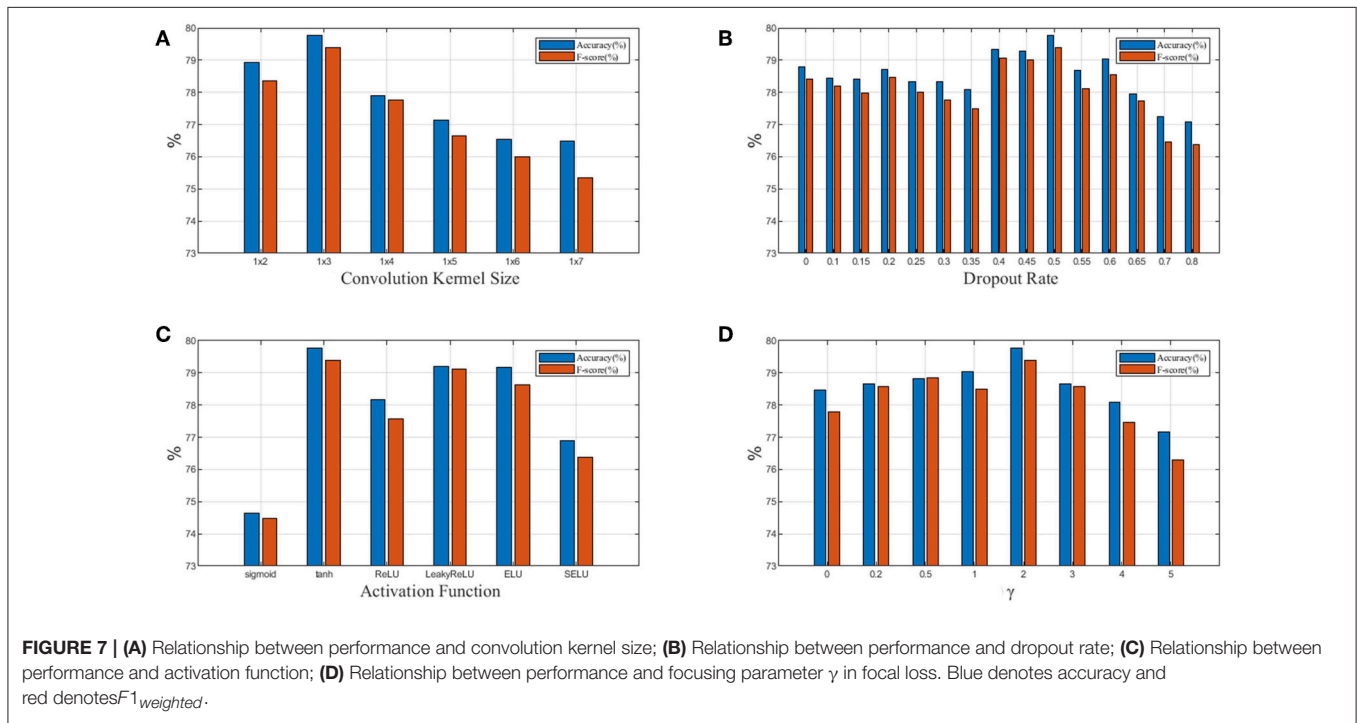 A
80
79
78
77
76
75
74
73
%
Accuracy(%)
F-score(%)
1x2 1x3 1x4 1x5 1x6 1x7
Convolution Kernel Size
B
80
79
78
77
76
75
74
73
%
Accuracy(%)
F-score(%)
0 0.1 0.15 0.2 0.25 0.3 0.35 0.4 0.45 0.5 0.55 0.6 0.65 0.7 0.8
Dropout Rate
C
80
79
78
77
76
75
74
73
%
Accuracy(%)
F-score(%)
sigmoid tanh ReLU LeakyReLU ELU SELU
Activation Function
D
80
79
78
77
76
75
74
73
%
Accuracy(%)
F-score(%)
0 0.2 0.5 1 2 3 4 5
γ
FIGURE 7 | (A) Relationship between performance and convolution kernel size; (B) Relationship between performance and dropout rate; (C) Relationship between
performance and activation function; (D) Relationship between performance and focusing parameter γ in focal loss. Blue denotes accuracy and
red denotesF1weighted.